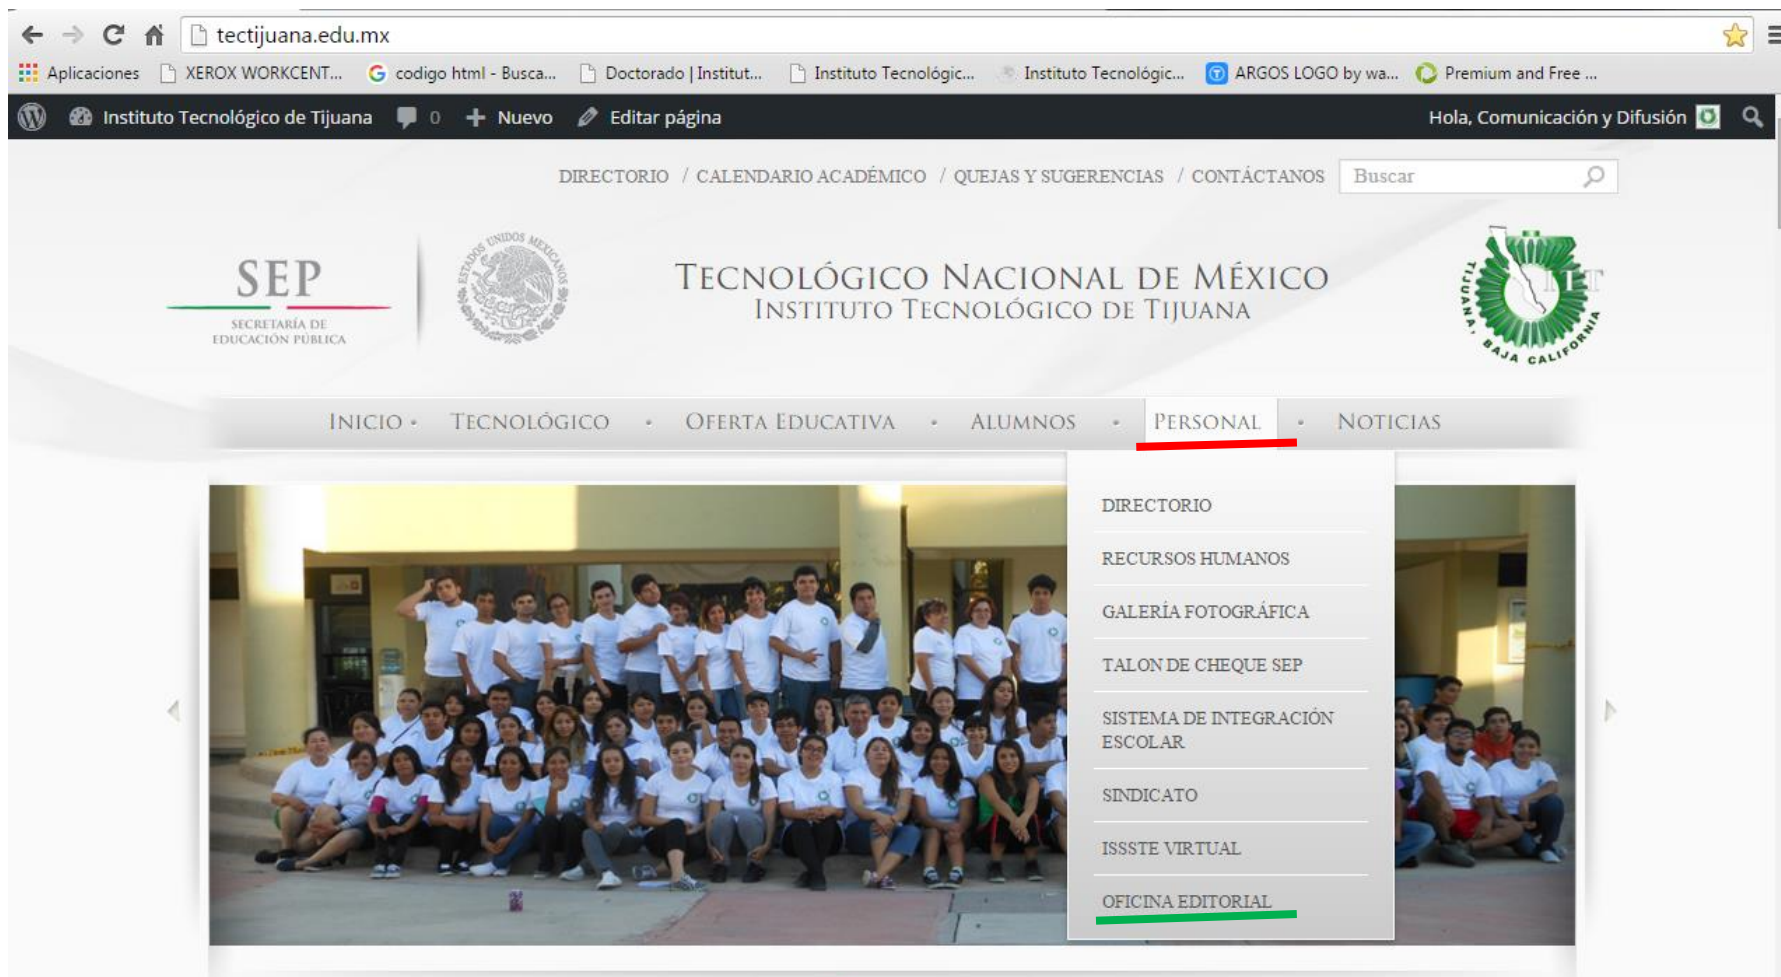 tectijuana.edu.mx
Aplicaciones XEROX WORKCENT... codigo html - Busca... Doctorado | Institut... Instituto Tecnológic... Instituto Tecnológic... ARGOS LOGO by wa... Premium and Free ...
Instituto Tecnológico de Tijuana 0 + Nuevo Editar página Hola, Comunicación y Difusión
DIRECTORIO / CALENDARIO ACADÉMICO / QUEJAS Y SUGERENCIAS / CONTÁCTANOS Buscar
SEP
SECRETARÍA DE
EDUCACIÓN PÚBLICA
ESTADOS UNIDOS MEXICANOS
TECNOLÓGICO NACIONAL DE MÉXICO
INSTITUTO TECNOLÓGICO DE TIJUANA
ITT
TIJUANA, BAJA CALIFORNIA
INICIO • TECNOLÓGICO • OFERTA EDUCATIVA • ALUMNOS • PERSONAL • NOTICIAS
DIRECTORIO
RECURSOS HUMANOS
GALERÍA FOTOGRÁFICA
TALON DE CHEQUE SEP
SISTEMA DE INTEGRACIÓN
ESCOLAR
SINDICATO
ISSSTE VIRTUAL
OFICINA EDITORIAL